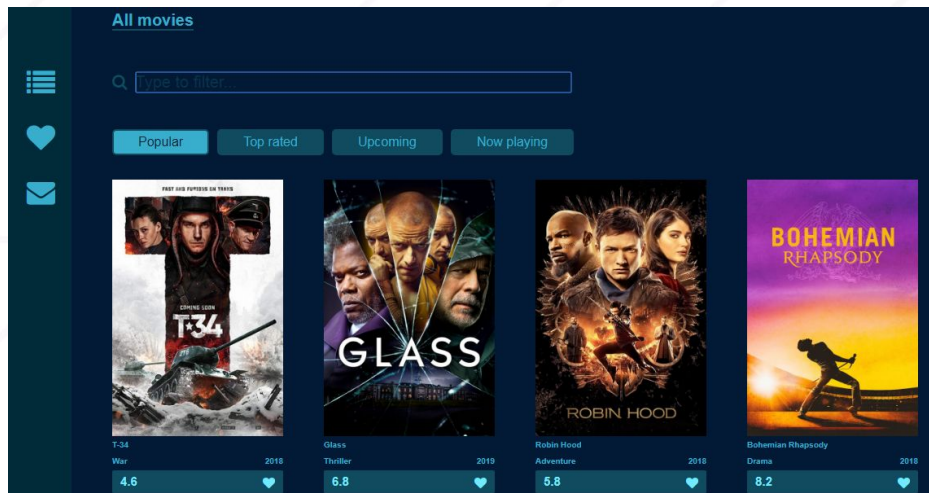 All movies
Type to filter...
Popular Top rated Upcoming Now playing
FAST AND FURIOUS ON TANKS
COMING SOON
T-34
GLASS
ROBIN HOOD
BOHEMIAN
RHAPSODY
T-34 Glass Robin Hood Bohemian Rhapsody
War 2018 Thriller 2019 Adventure 2018 Drama 2018
4.6 6.8 5.8 8.2